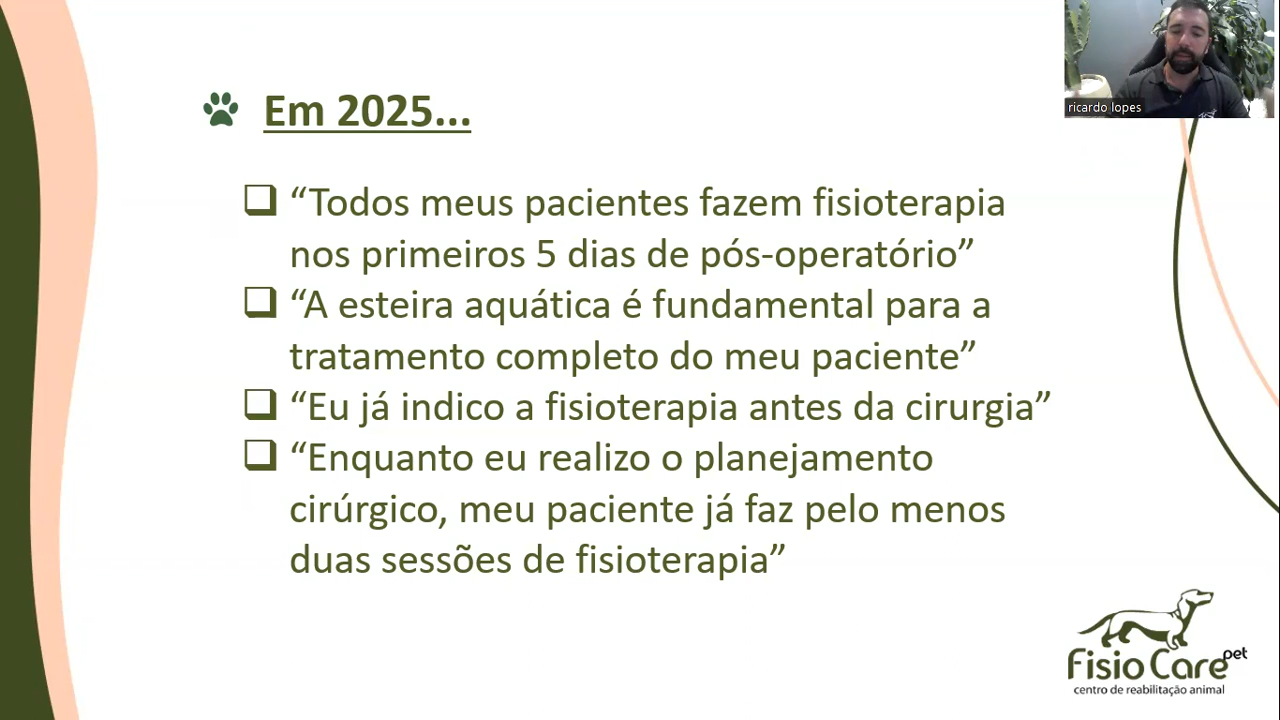 ricardo lopes
Em 2025...
❑ “Todos meus pacientes fazem fisioterapia
nos primeiros 5 dias de pós-operatório”
❑ “A esteira aquática é fundamental para a
tratamento completo do meu paciente”
❑ “Eu já indico a fisioterapia antes da cirurgia”
❑ “Enquanto eu realizo o planejamento
cirúrgico, meu paciente já faz pelo menos
duas sessões de fisioterapia”
Fisio Care pet
centro de reabilitação animal